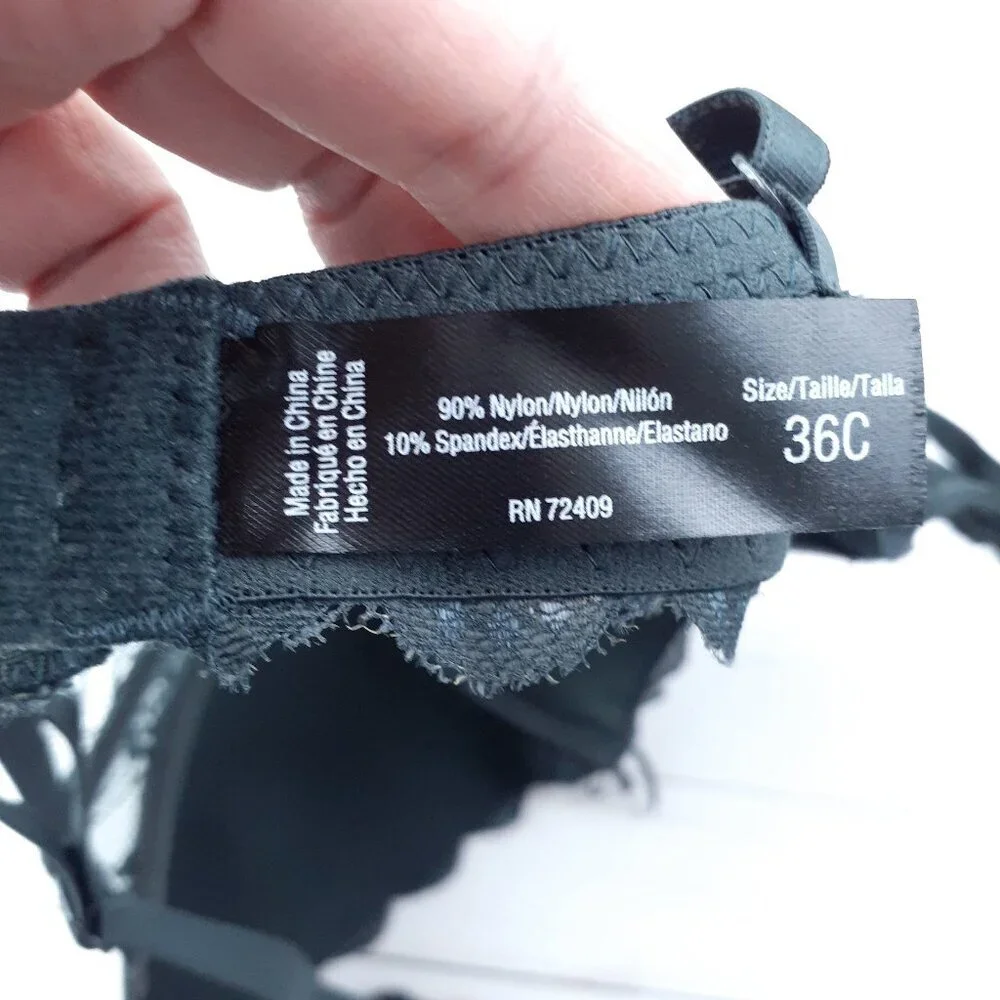 Made in China
Fabriqué en Chine
Hecho en China
90% Nylon/Nylon/Nilón
10% Spandex/Élasthanne/Elastano
RN 72409
Size/Taille/Talla
36C